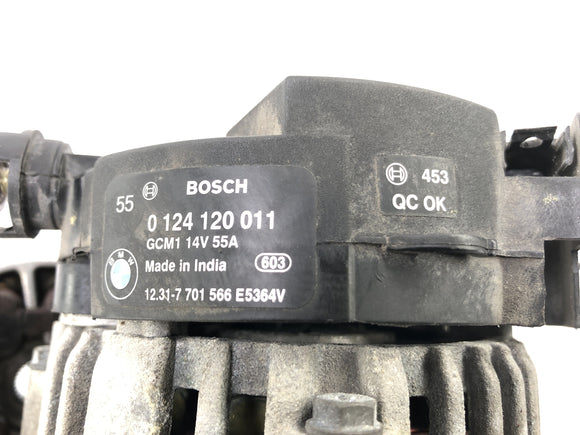 55 BOSCH
0 124 120 011
GCM1 14V 55A
Made in India 603
12.31-7 701 566 E5364V
BMW
453
QC OK